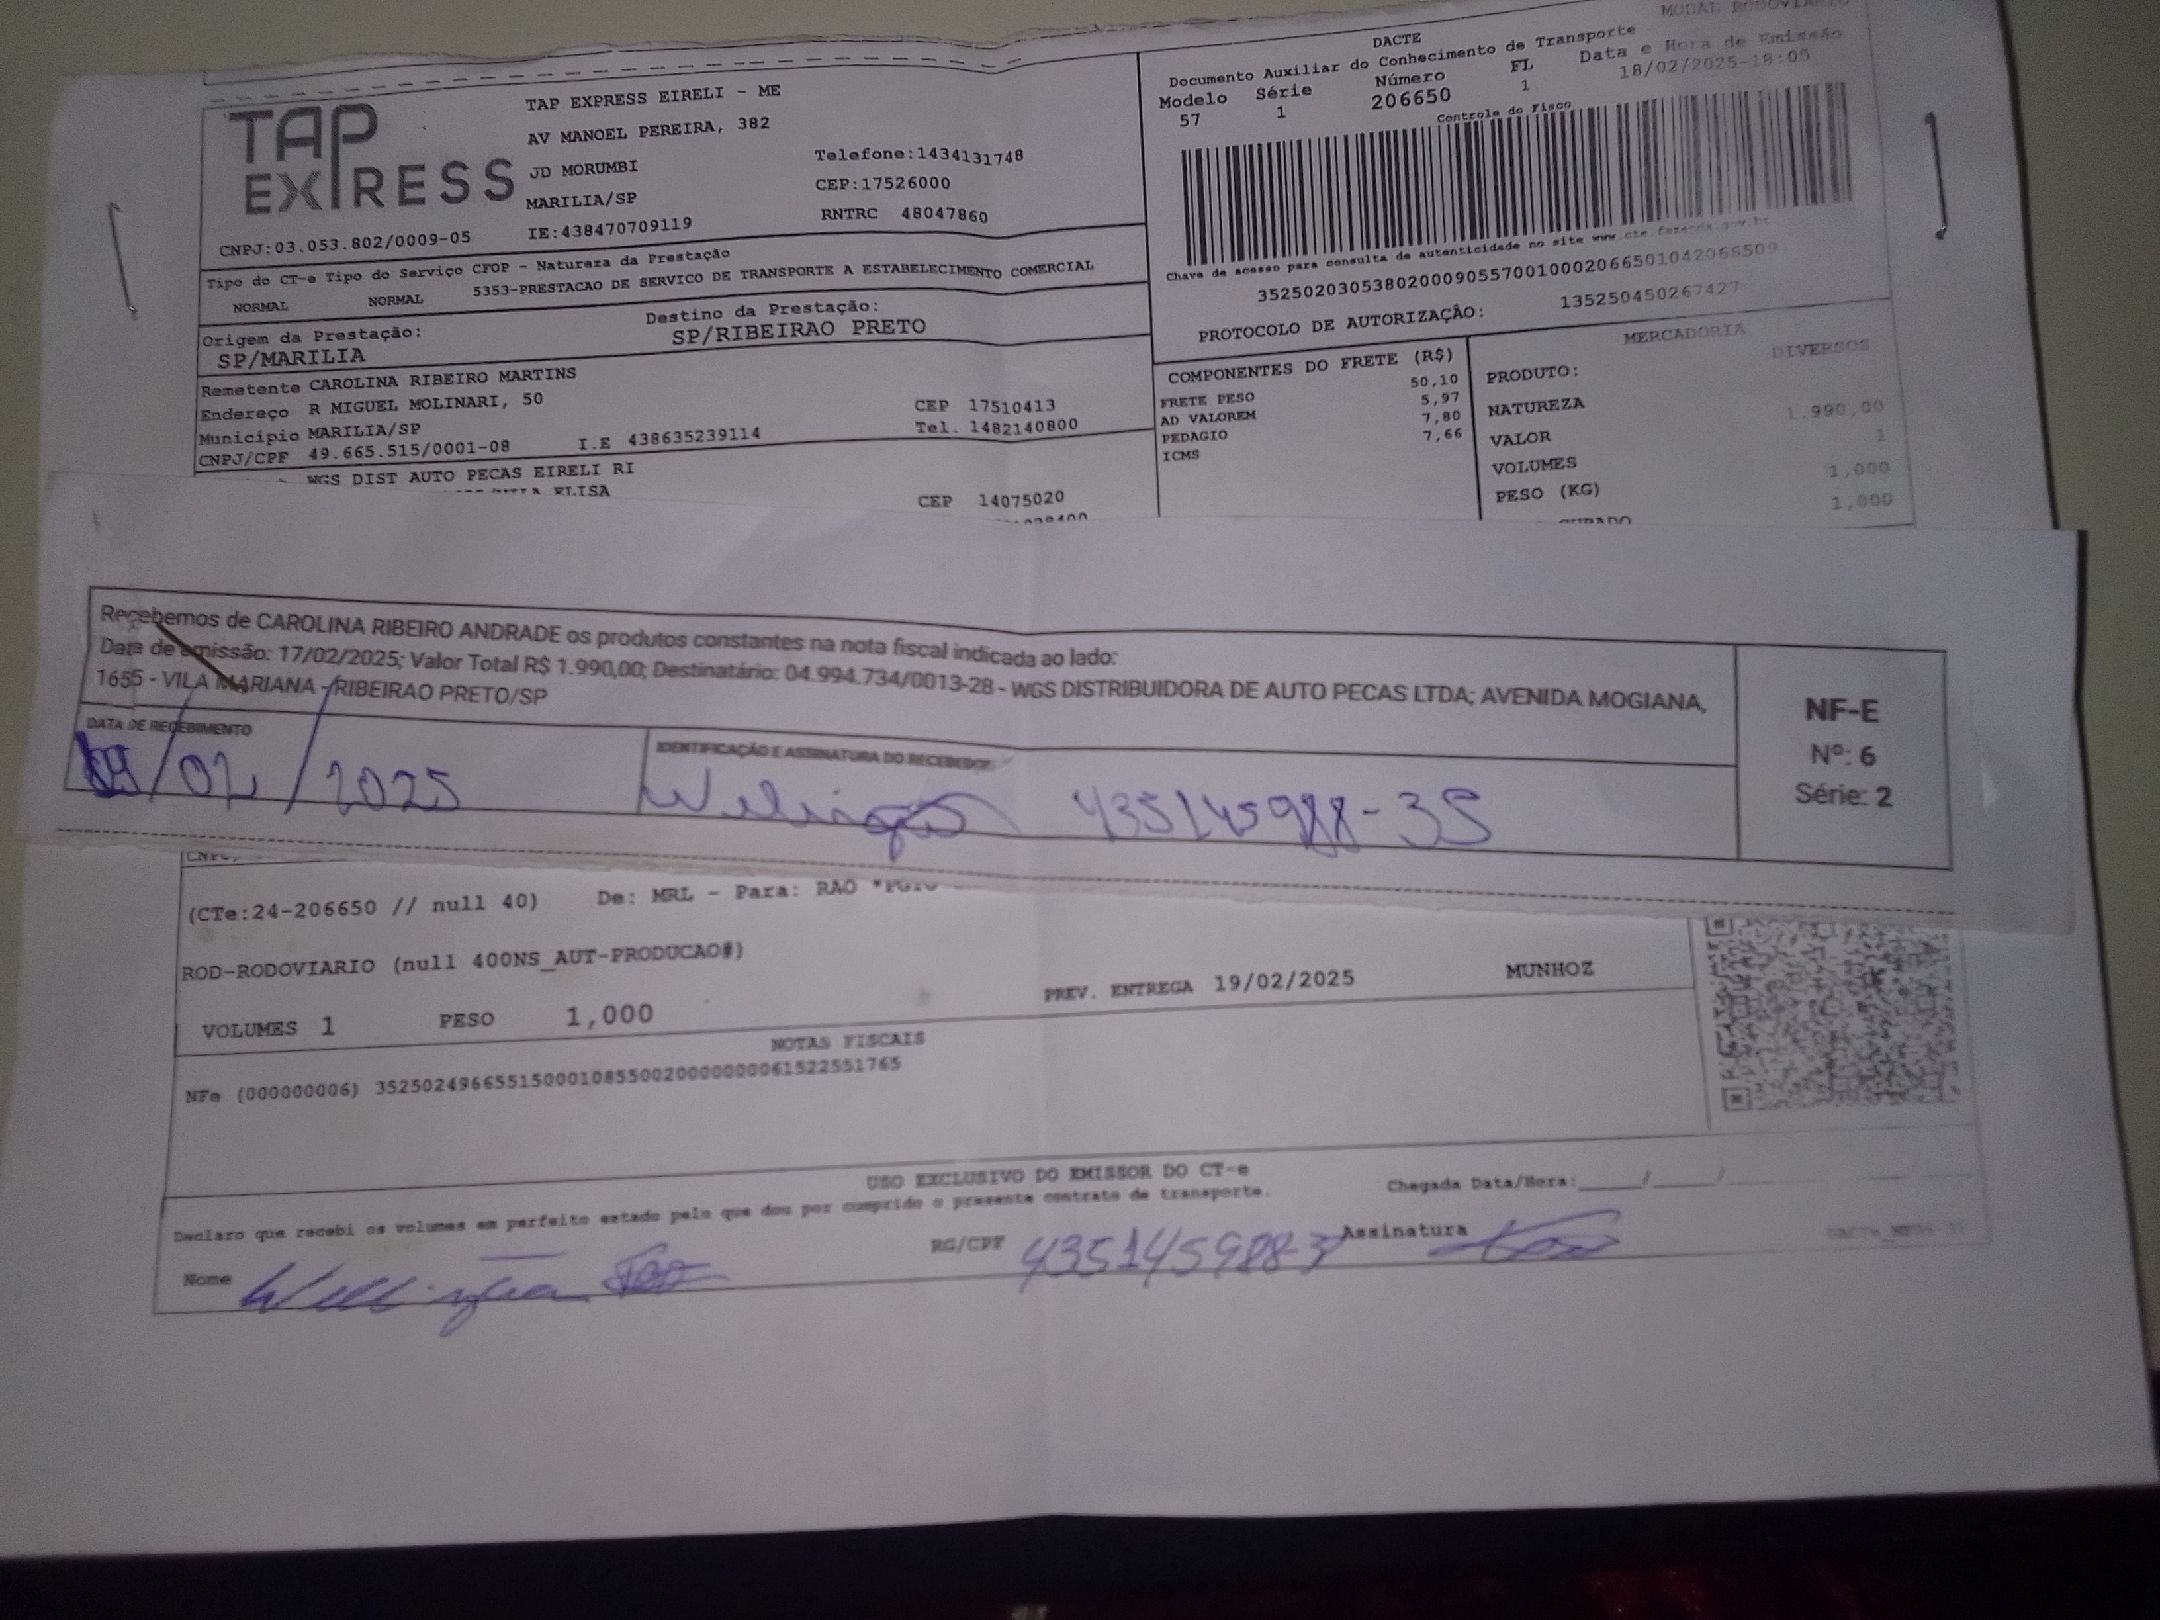 TAP EXPRESS
TAP EXPRESS EIRELI - ME
AV MANOEL PEREIRA, 382
JD MORUMBI
MARILIA/SP
Telefone:1434131748
CEP:17526000
RNTRC 48047860
CNPJ:03.053.802/0009-05
IE:438470709119
MODAL RODOVIARIO
DACTE
Documento Auxiliar do Conhecimento de Transporte
Modelo Série Número FL Data e Hora de Emissão
57 1 206650 1 18/02/2025-18:05
Controle do Fisco
Chave de acesso para consulta de autenticidade no site www.cte.fazenda.gov.br
35250203053802000905570010002066501042066509
PROTOCOLO DE AUTORIZAÇÃO: 135250450267427
Tipo do CT-e Tipo do Serviço CFOP - Natureza da Prestação
NORMAL NORMAL 5353-PRESTACAO DE SERVICO DE TRANSPORTE A ESTABELECIMENTO COMERCIAL
Origem da Prestação: Destino da Prestação:
SP/MARILIA SP/RIBEIRAO PRETO
Remetente CAROLINA RIBEIRO MARTINS
Endereço R MIGUEL MOLINARI, 50 CEP 17510413
Município MARILIA/SP Tel. 1482140800
CNPJ/CPF 49.665.515/0001-08 I.E 438635239114
WGS DIST AUTO PECAS EIRELI RI
ELISA
CEP 14075020
COMPONENTES DO FRETE (R$)
FRETE PESO 50,10
AD VALOREM 5,97
PEDAGIO 7,80
ICMS 7,66
MERCADORIA
PRODUTO: DIVERSOS
NATUREZA
VALOR 1.990,00
VOLUMES 1
PESO (KG) 1,000
CUBADO 1,000
Recebemos de CAROLINA RIBEIRO ANDRADE os produtos constantes na nota fiscal indicada ao lado:
Data de emissão: 17/02/2025; Valor Total R$ 1.990,00; Destinatário: 04.994.734/0013-28 - WGS DISTRIBUIDORA DE AUTO PECAS LTDA; AVENIDA MOGIANA,
1655 - VILA MARIANA - RIBEIRAO PRETO/SP
DATA DE RECEBIMENTO
/02/2025
IDENTIFICAÇÃO E ASSINATURA DO RECEBEDOR
435145988-35
NF-E
Nº: 6
Série: 2
(CTe:24-206650 // null 40) De: MRL - Para: RAO
ROD-RODOVIARIO (null 400NS_AUT-PRODUCAO#)
VOLUMES 1 PESO 1,000 PREV. ENTREGA 19/02/2025 MUNHOZ
NOTAS FISCAIS
NFe (000000006) 35250249665515000108550020000000061522551765
USO EXCLUSIVO DO EMISSOR DO CT-e
Declaro que recebi os volumes em perfeito estado pelo que dou por cumprido o presente contrato de transporte.
Chegada Data/Hora:_____/_____/
Nome Wellington
RG/CPF
Assinatura